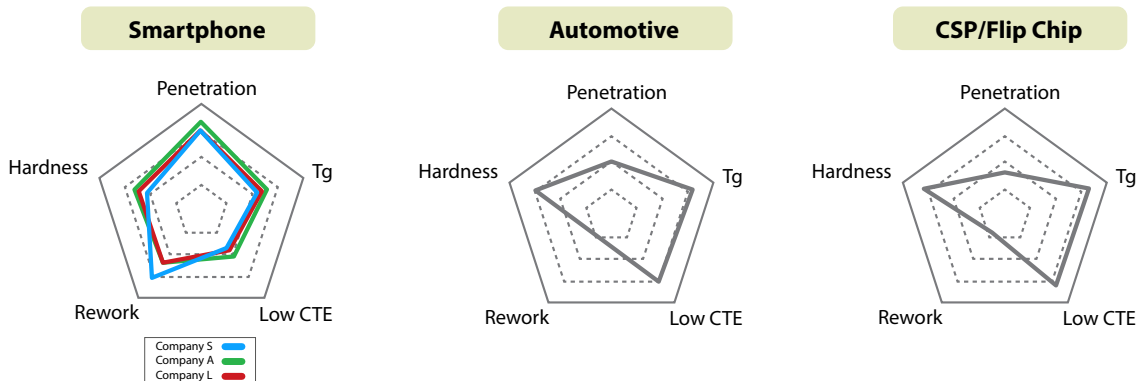 Smartphone
Penetration
Hardness
Tg
Rework
Low CTE
Company S
Company A
Company L
Automotive
Penetration
Hardness
Tg
Rework
Low CTE
CSP/Flip Chip
Penetration
Hardness
Tg
Rework
Low CTE